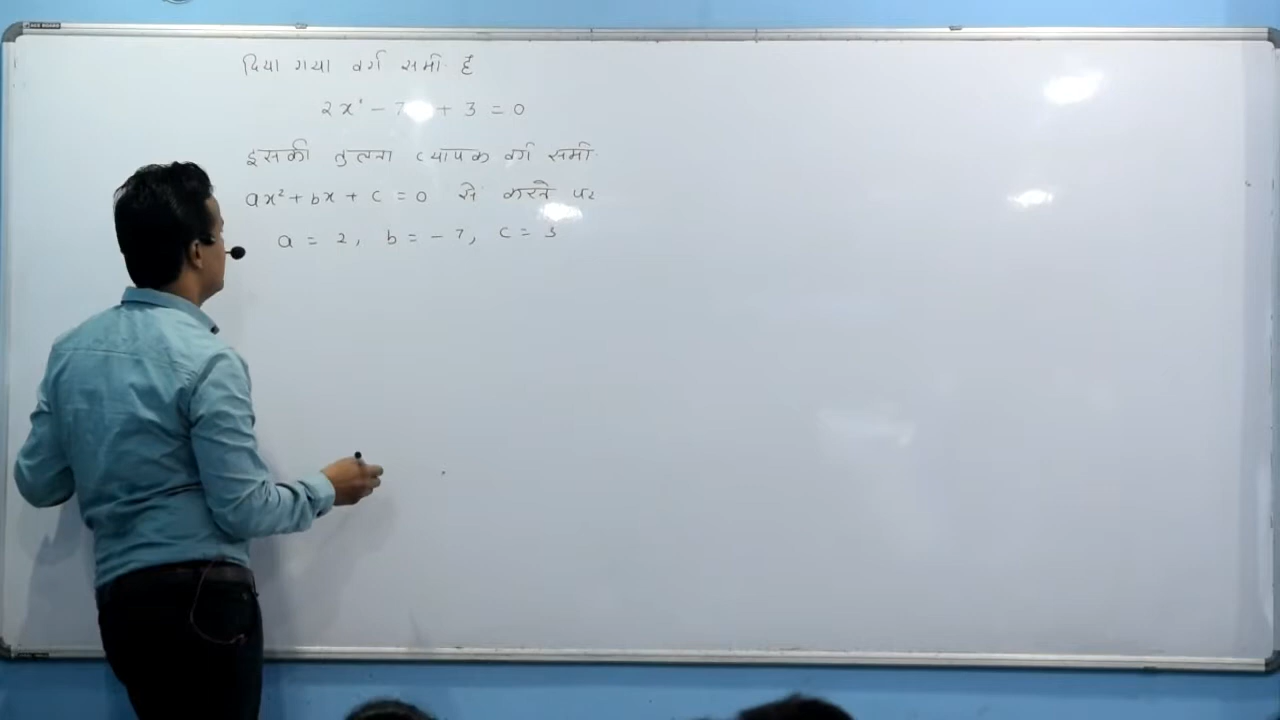 दिया गया वर्ग समी. है
2x² - 7 + 3 = 0
इसकी तुलना व्यापक वर्ग समी.
ax² + bx + c = 0 से करने पर
a = 2, b = - 7, c = 3